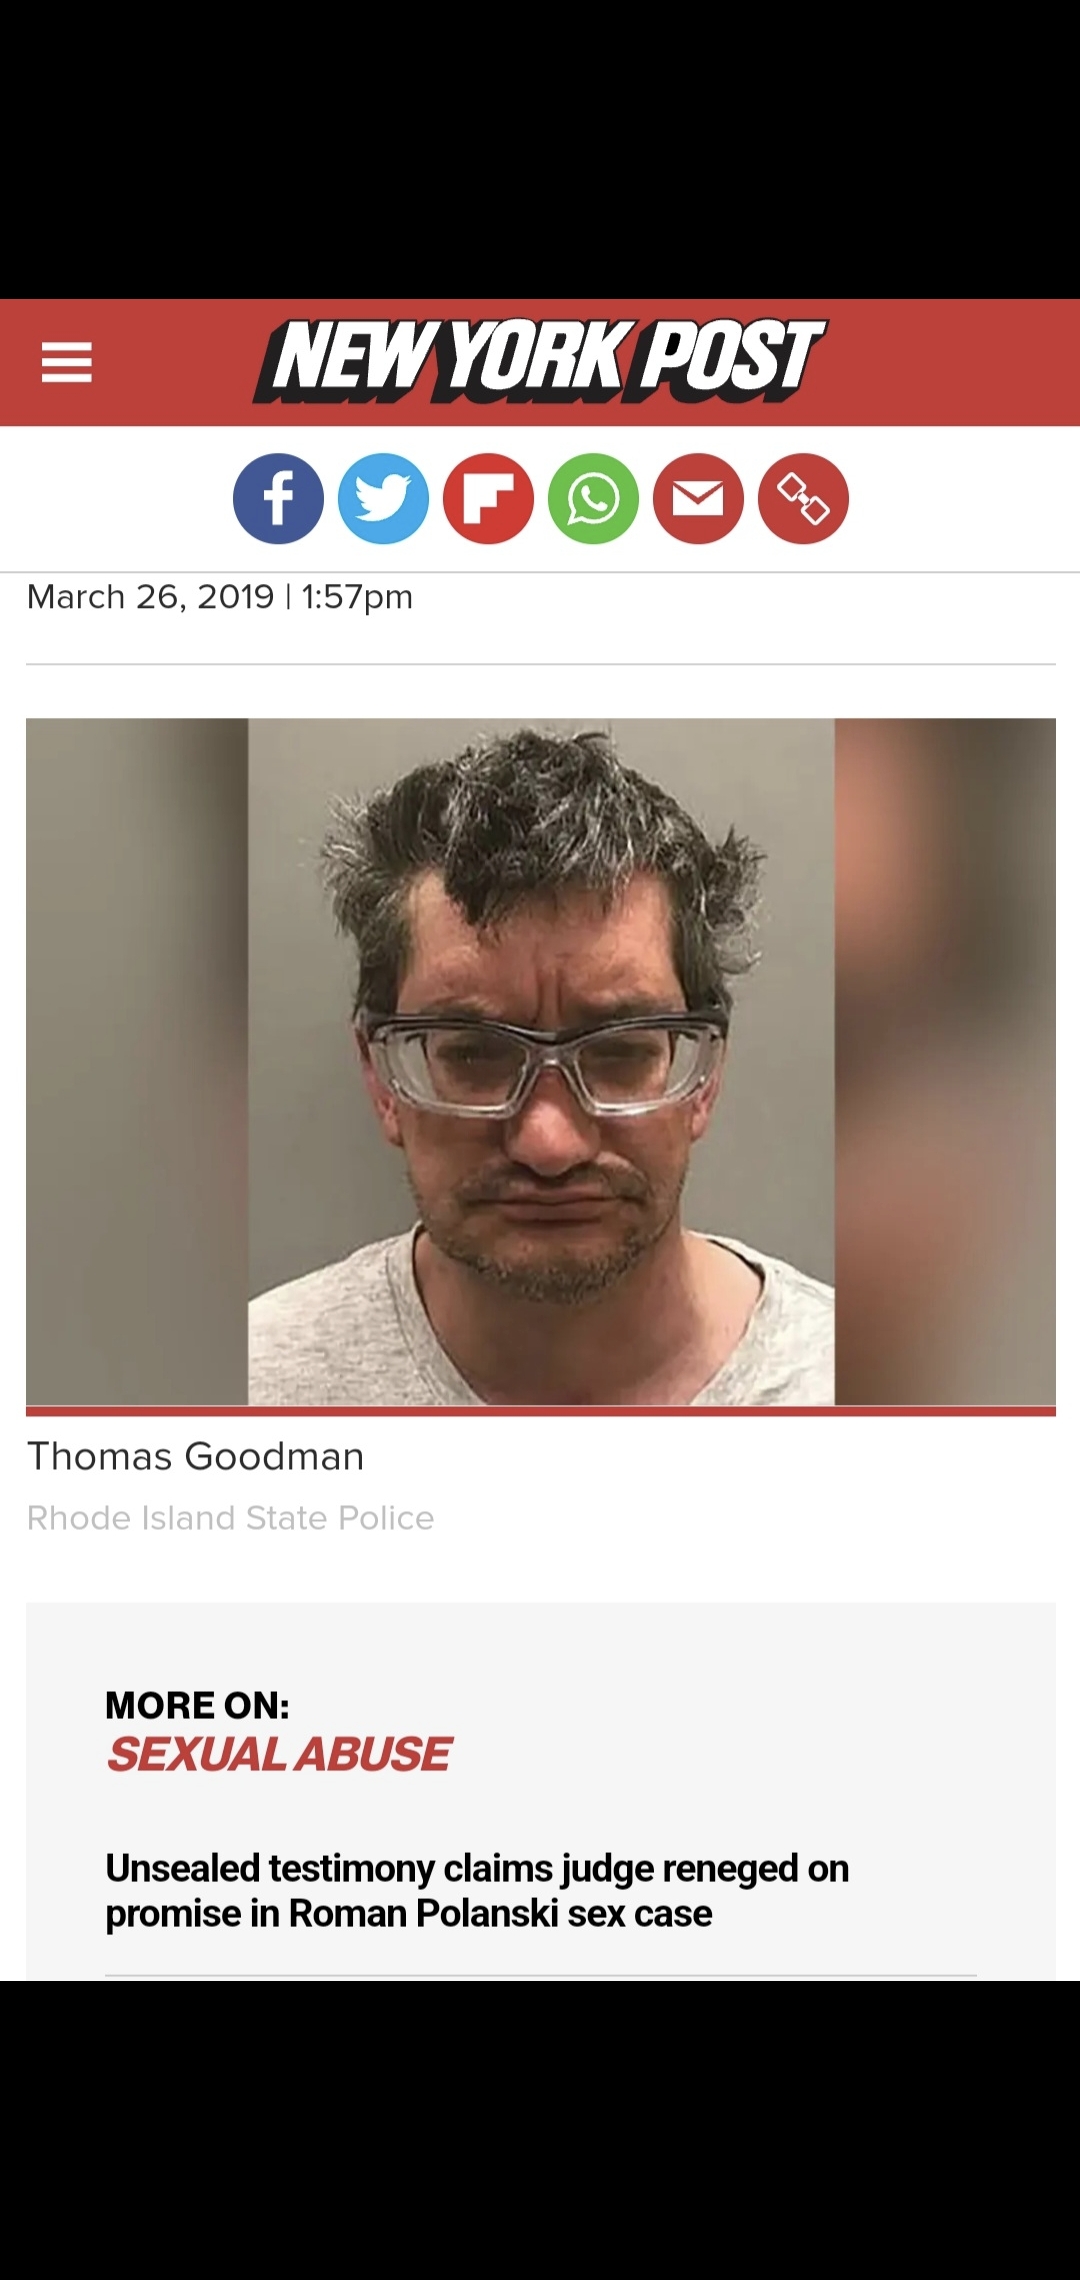 NEW YORK POST
March 26, 2019 | 1:57pm
Thomas Goodman
Rhode Island State Police
MORE ON:
SEXUAL ABUSE
Unsealed testimony claims judge reneged on
promise in Roman Polanski sex case